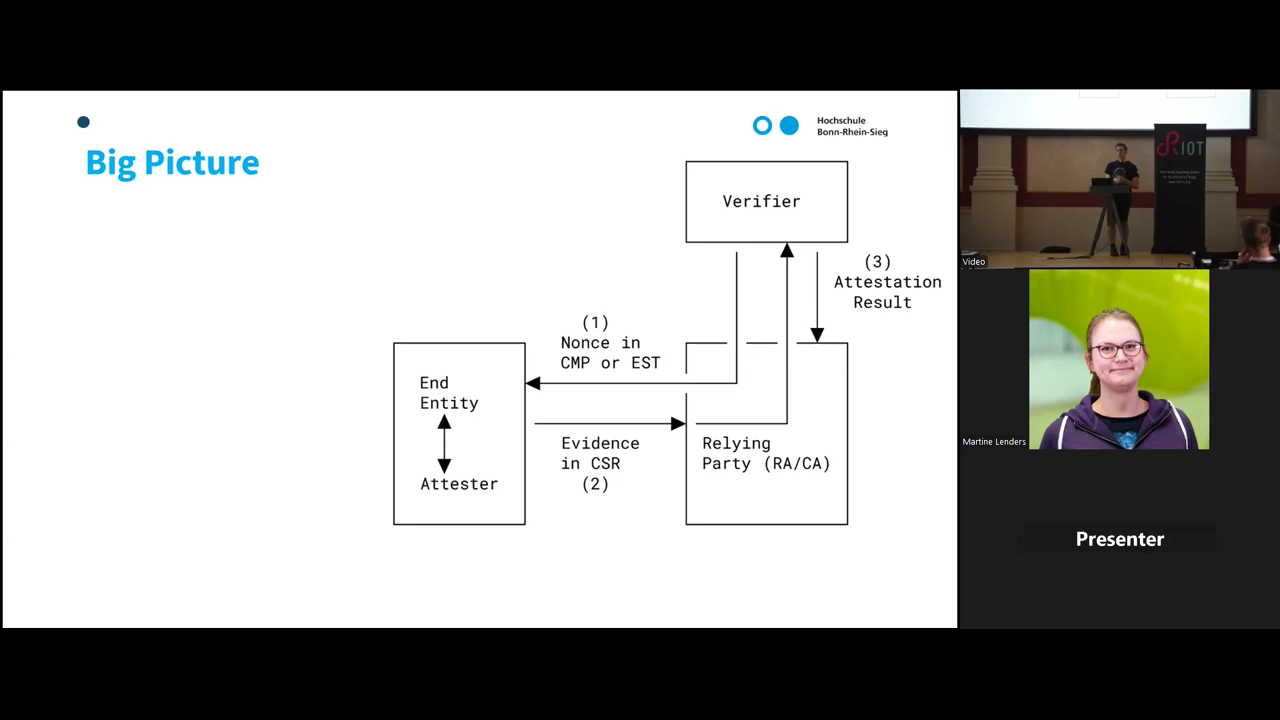 Big Picture
Hochschule
Bonn-Rhein-Sieg
Verifier
(3)
Attestation
Result
(1)
Nonce in
CMP or EST
End
Entity
Attester
Evidence
in CSR
(2)
Relying
Party (RA/CA)
RIOT
Video
Martine Lenders
Presenter